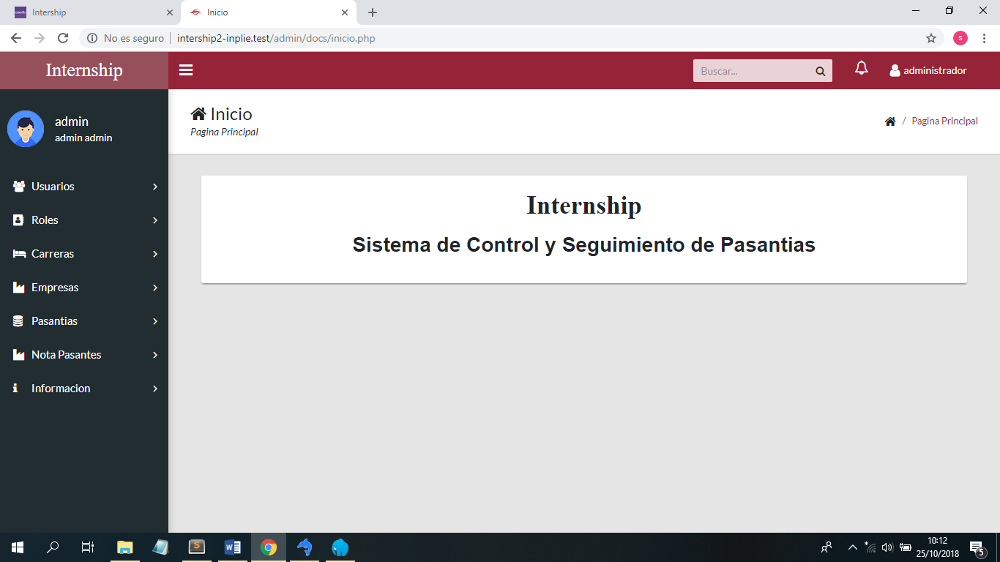 Intership
Inicio
No es seguro
intership2-inplie.test/admin/docs/inicio.php
s
Internship
Buscar...
administrador
admin
admin admin
Inicio
Pagina Principal
/ Pagina Principal
Usuarios
Roles
Carreras
Empresas
Pasantias
Nota Pasantes
Informacion
Internship
Sistema de Control y Seguimiento de Pasantias
10:12
25/10/2018
5